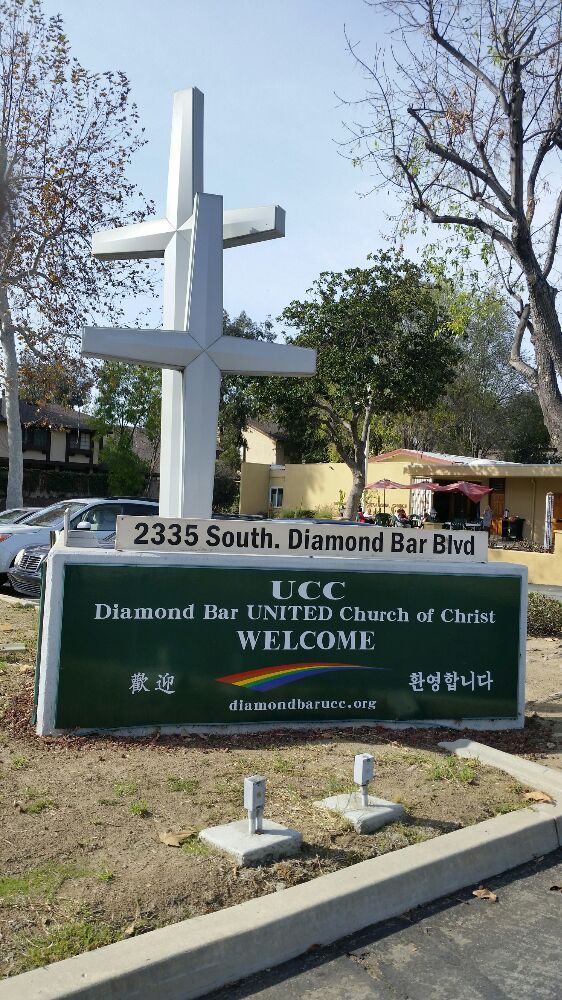 2335 South. Diamond Bar Blvd
UCC
Diamond Bar UNITED Church of Christ
WELCOME
歡迎 환영합니다
diamondbarucc.org